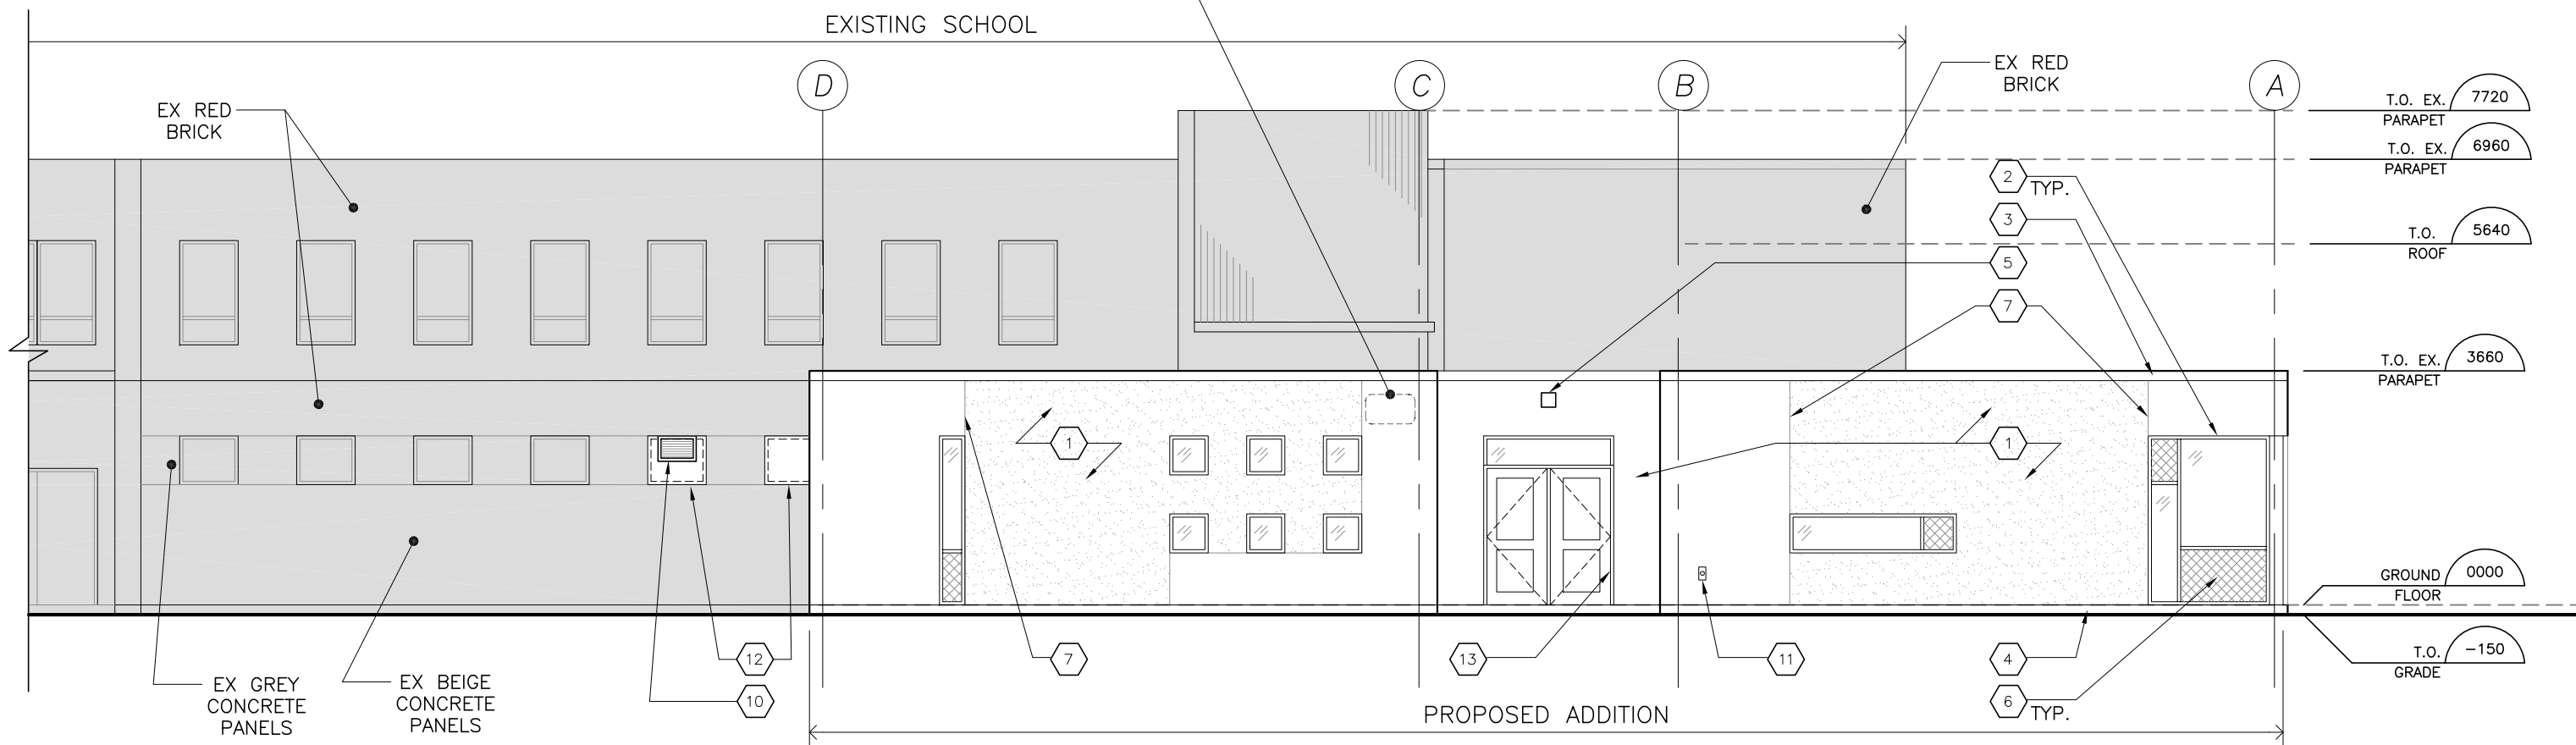 EXISTING SCHOOL
D
C
B
A
EX RED
BRICK
EX RED
BRICK
T.O. EX.
PARAPET
7720
T.O. EX.
PARAPET
6960
2
TYP.
3
T.O.
ROOF
5640
5
7
T.O. EX.
PARAPET
3660
1
1
GROUND
FLOOR
0000
12
7
13
11
4
T.O.
GRADE
-150
EX GREY
CONCRETE
PANELS
EX BEIGE
CONCRETE
PANELS
10
6
TYP.
PROPOSED ADDITION